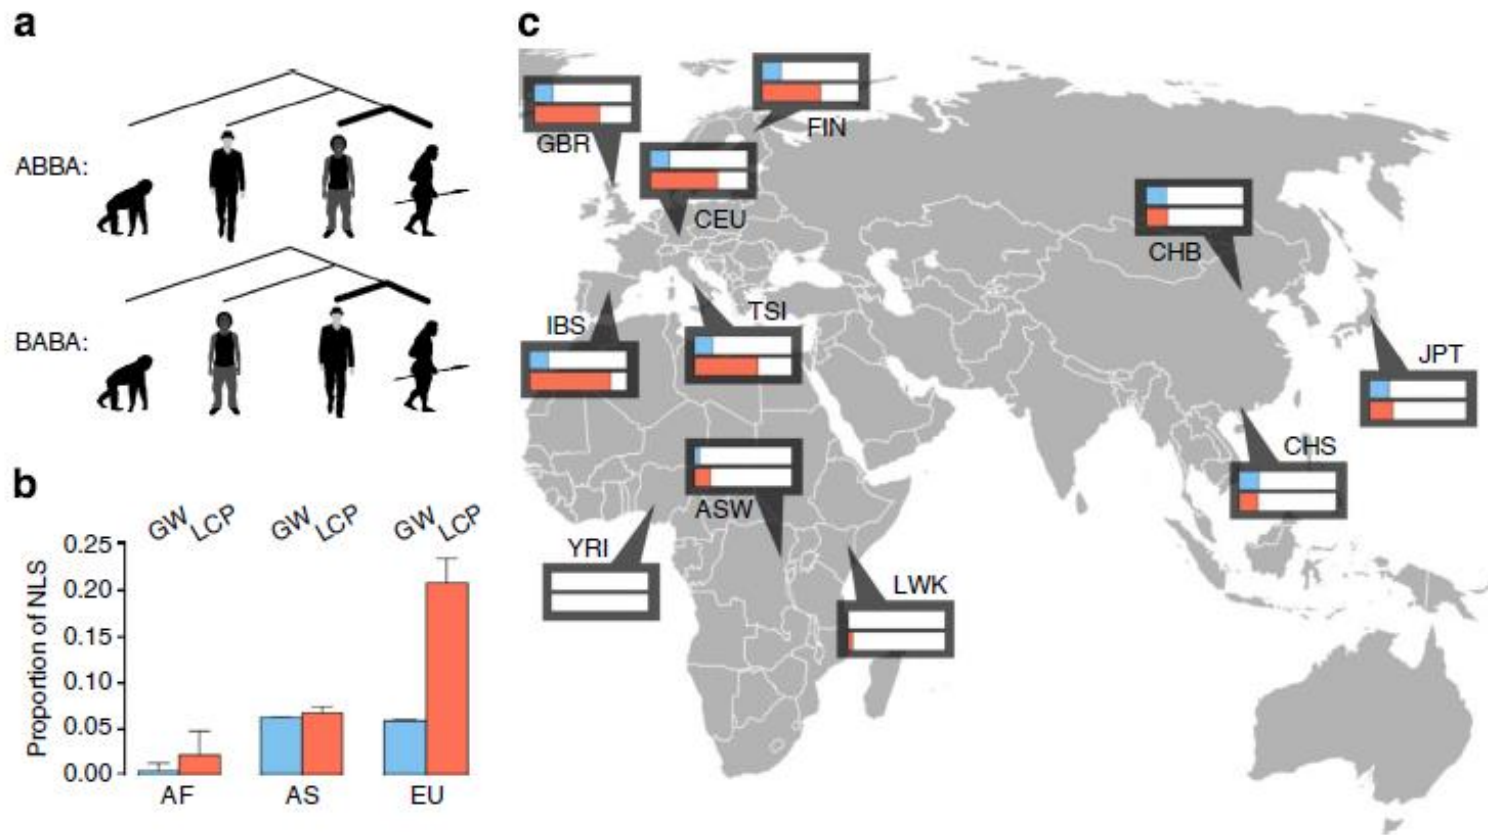 a
ABBA:
BABA:
b
GW LCP GW LCP GW LCP
Proportion of NLS
0.25
0.20
0.15
0.10
0.05
0.00
AF AS EU
c
FIN
GBR
CEU
CHB
IBS
TSI
JPT
CHS
ASW
YRI
LWK